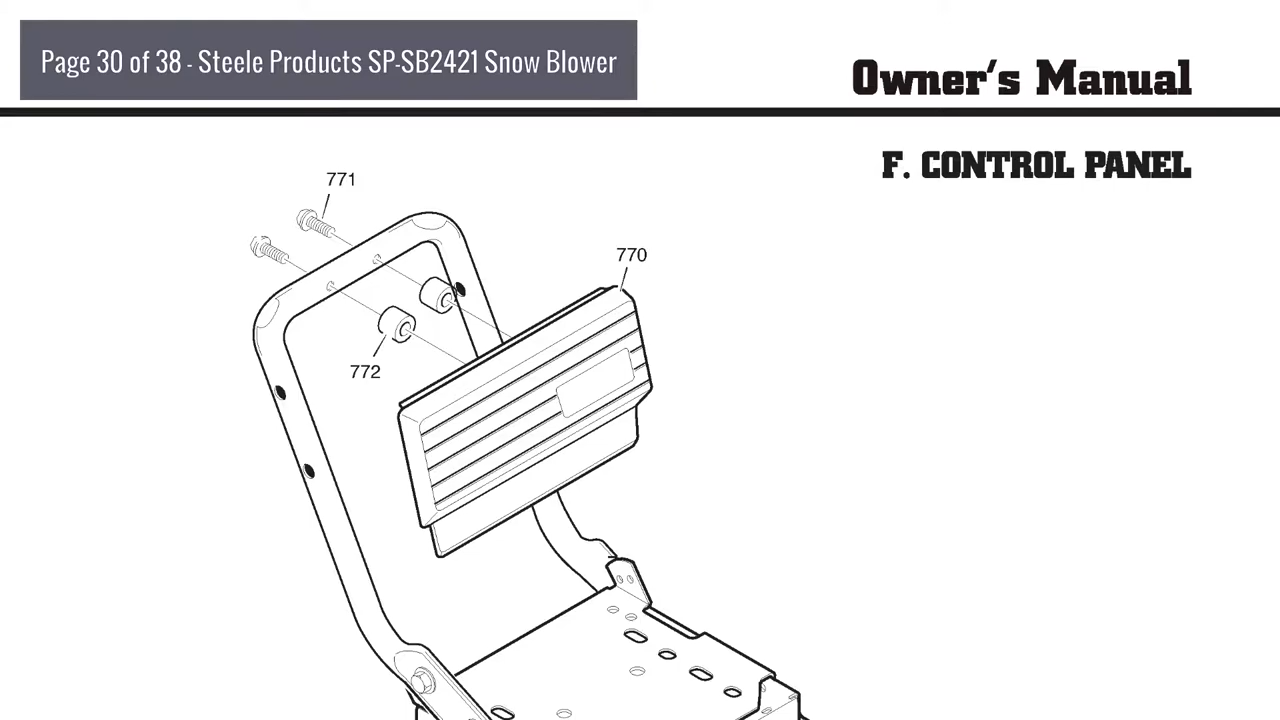 Page 30 of 38 - Steele Products SP-SB2421 Snow Blower
Owner's Manual
F. CONTROL PANEL
771
770
772